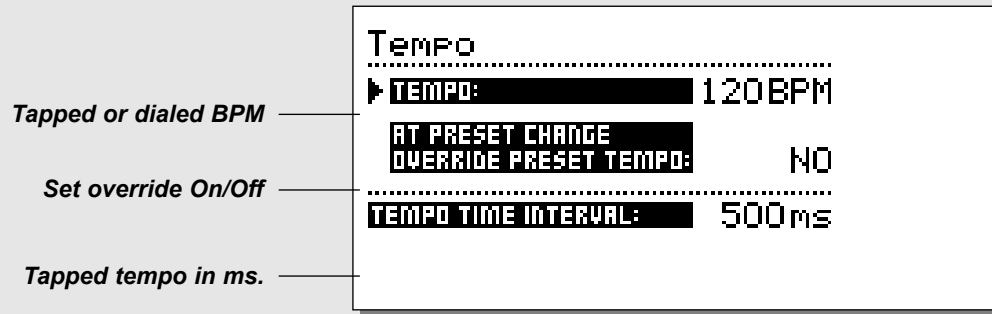 Tempo
Tapped or dialed BPM
TEMPO: 120BPM
AT PRESET CHANGE
OVERRIDE PRESET TEMPO: NO
Set override On/Off
TEMPO TIME INTERVAL: 500ms
Tapped tempo in ms.